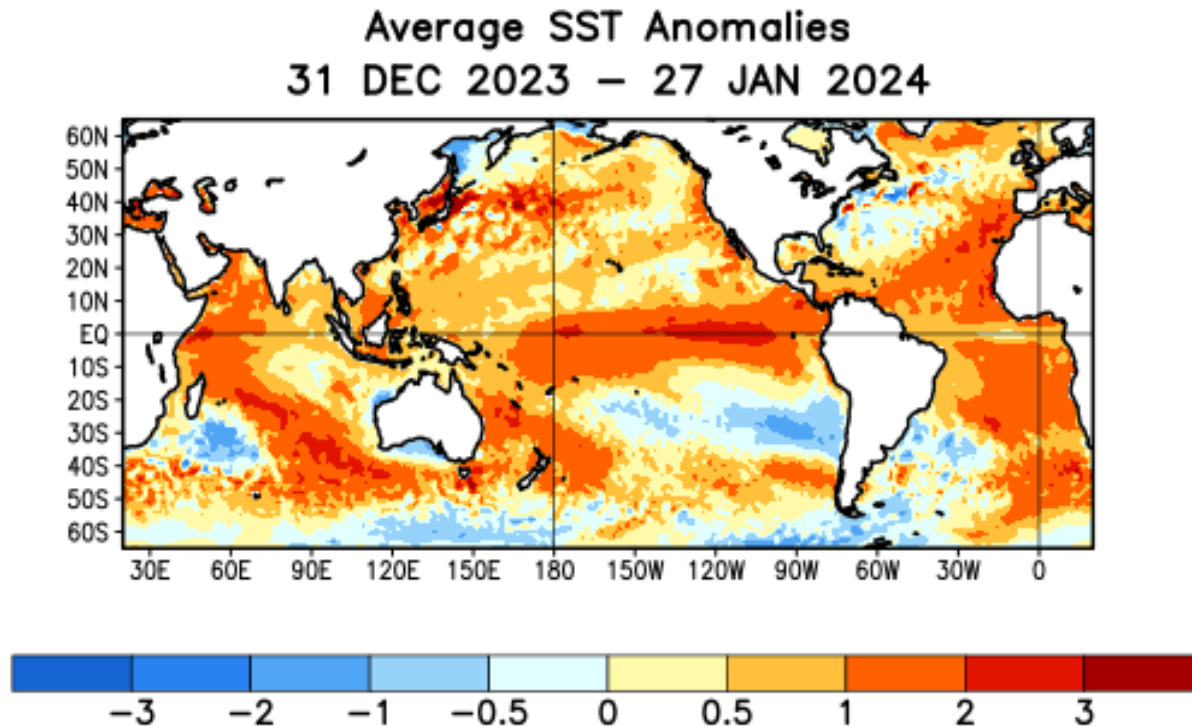 Average SST Anomalies
31 DEC 2023 – 27 JAN 2024
60N
50N
40N
30N
20N
10N
EQ
10S
20S
30S
40S
50S
60S
30E 60E 90E 120E 150E 180 150W 120W 90W 60W 30W 0
−3 −2 −1 −0.5 0 0.5 1 2 3